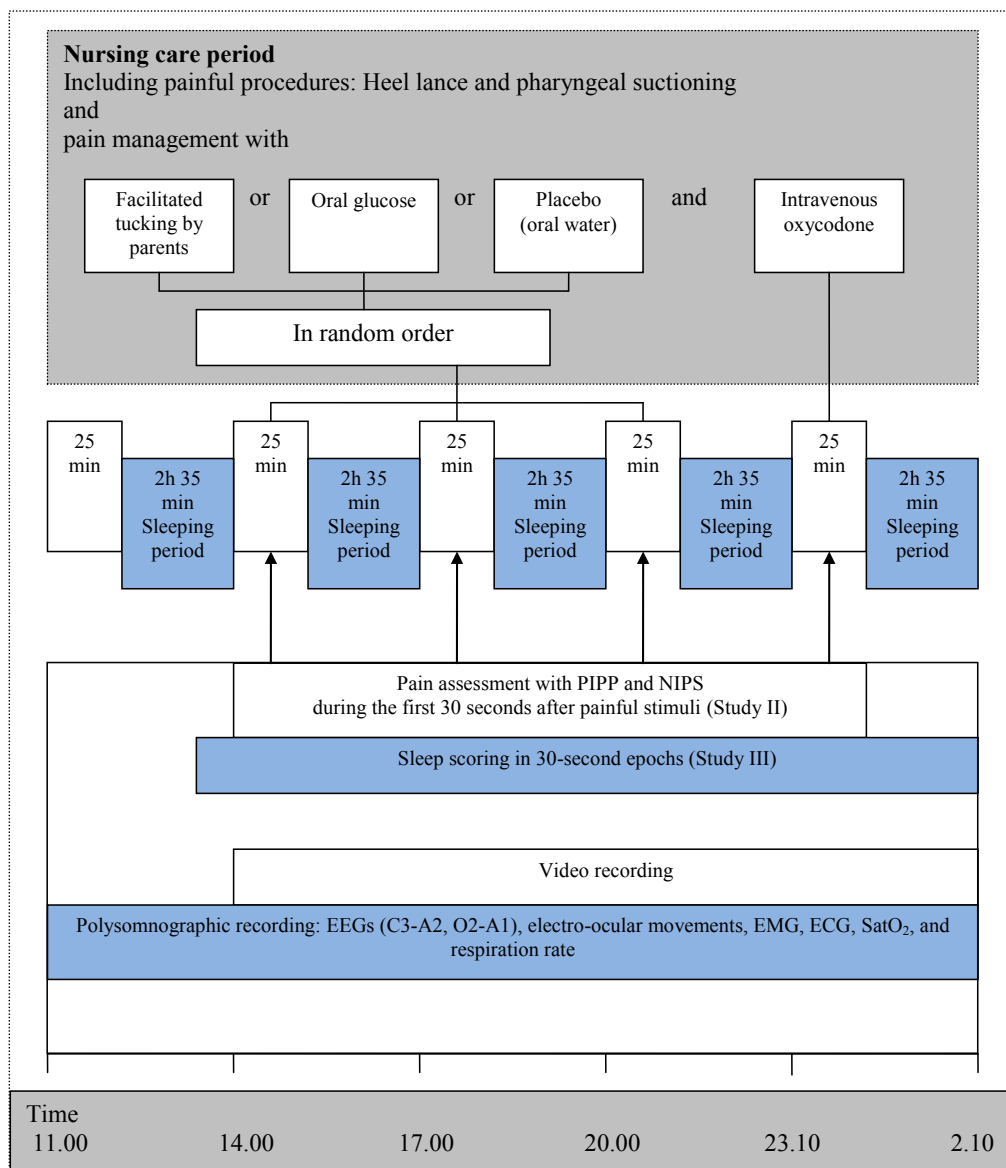 Nursing care period
Including painful procedures: Heel lance and pharyngeal suctioning
and
pain management with
Facilitated
tucking by
parents
or
Oral glucose
or
Placebo
(oral water)
and
Intravenous
oxycodone
In random order
25
min
2h 35
min
Sleeping
period
25
min
2h 35
min
Sleeping
period
25
min
2h 35
min
Sleeping
period
25
min
2h 35
min
Sleeping
period
25
min
2h 35
min
Sleeping
period
Pain assessment with PIPP and NIPS
during the first 30 seconds after painful stimuli (Study II)
Sleep scoring in 30-second epochs (Study III)
Video recording
Polysomnographic recording: EEGs (C3-A2, O2-A1), electro-ocular movements, EMG, ECG, SatO₂, and
respiration rate
Time
11.00 14.00 17.00 20.00 23.10 2.10